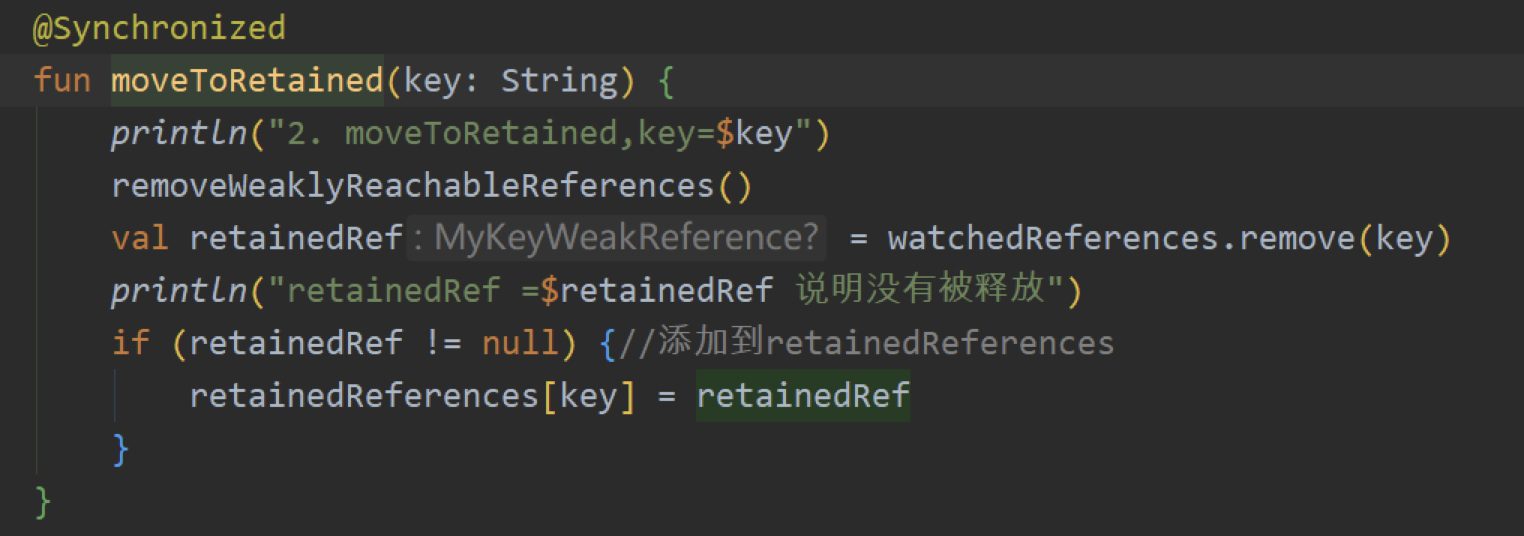 @Synchronized
fun moveToRetained(key: String) {
println("2. moveToRetained,key=$key")
removeWeaklyReachableReferences()
val retainedRef : MyKeyWeakReference? = watchedReferences.remove(key)
println("retainedRef =$retainedRef 说明没有被释放")
if (retainedRef != null) {//添加到retainedReferences
retainedReferences[key] = retainedRef
}
}